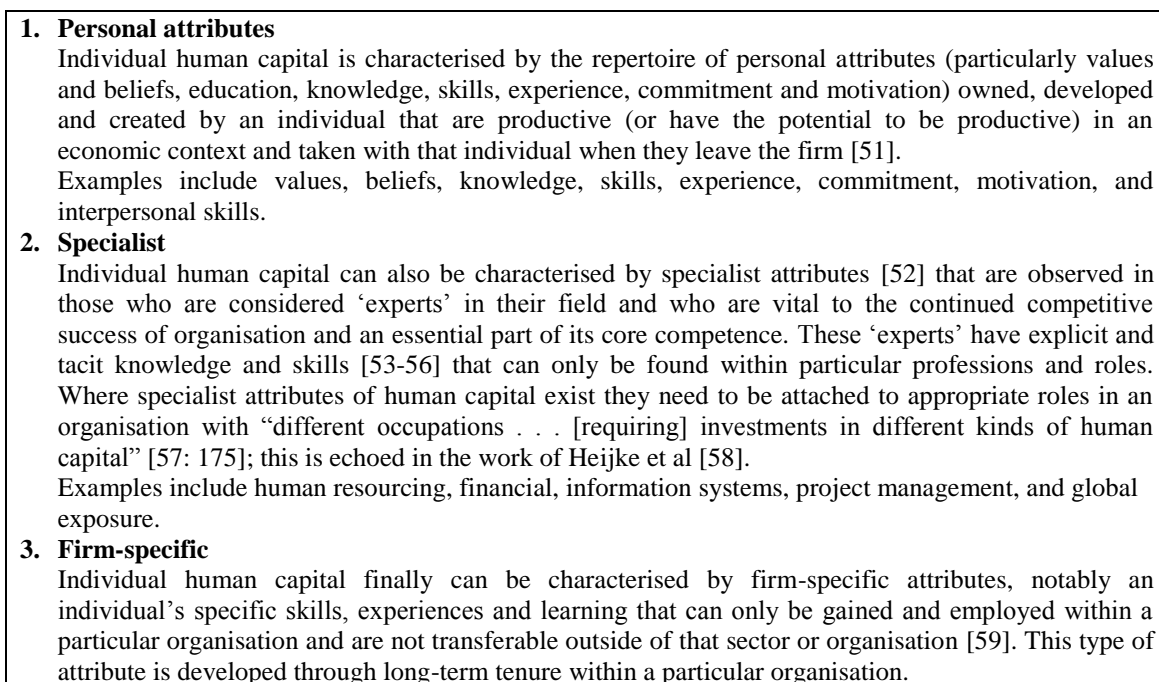 1. Personal attributes
Individual human capital is characterised by the repertoire of personal attributes (particularly values
and beliefs, education, knowledge, skills, experience, commitment and motivation) owned, developed
and created by an individual that are productive (or have the potential to be productive) in an
economic context and taken with that individual when they leave the firm [51].
Examples include values, beliefs, knowledge, skills, experience, commitment, motivation, and
interpersonal skills.
2. Specialist
Individual human capital can also be characterised by specialist attributes [52] that are observed in
those who are considered ‘experts’ in their field and who are vital to the continued competitive
success of organisation and an essential part of its core competence. These ‘experts’ have explicit and
tacit knowledge and skills [53-56] that can only be found within particular professions and roles.
Where specialist attributes of human capital exist they need to be attached to appropriate roles in an
organisation with “different occupations . . . [requiring] investments in different kinds of human
capital” [57: 175]; this is echoed in the work of Heijke et al [58].
Examples include human resourcing, financial, information systems, project management, and global
exposure.
3. Firm-specific
Individual human capital finally can be characterised by firm-specific attributes, notably an
individual’s specific skills, experiences and learning that can only be gained and employed within a
particular organisation and are not transferable outside of that sector or organisation [59]. This type of
attribute is developed through long-term tenure within a particular organisation.